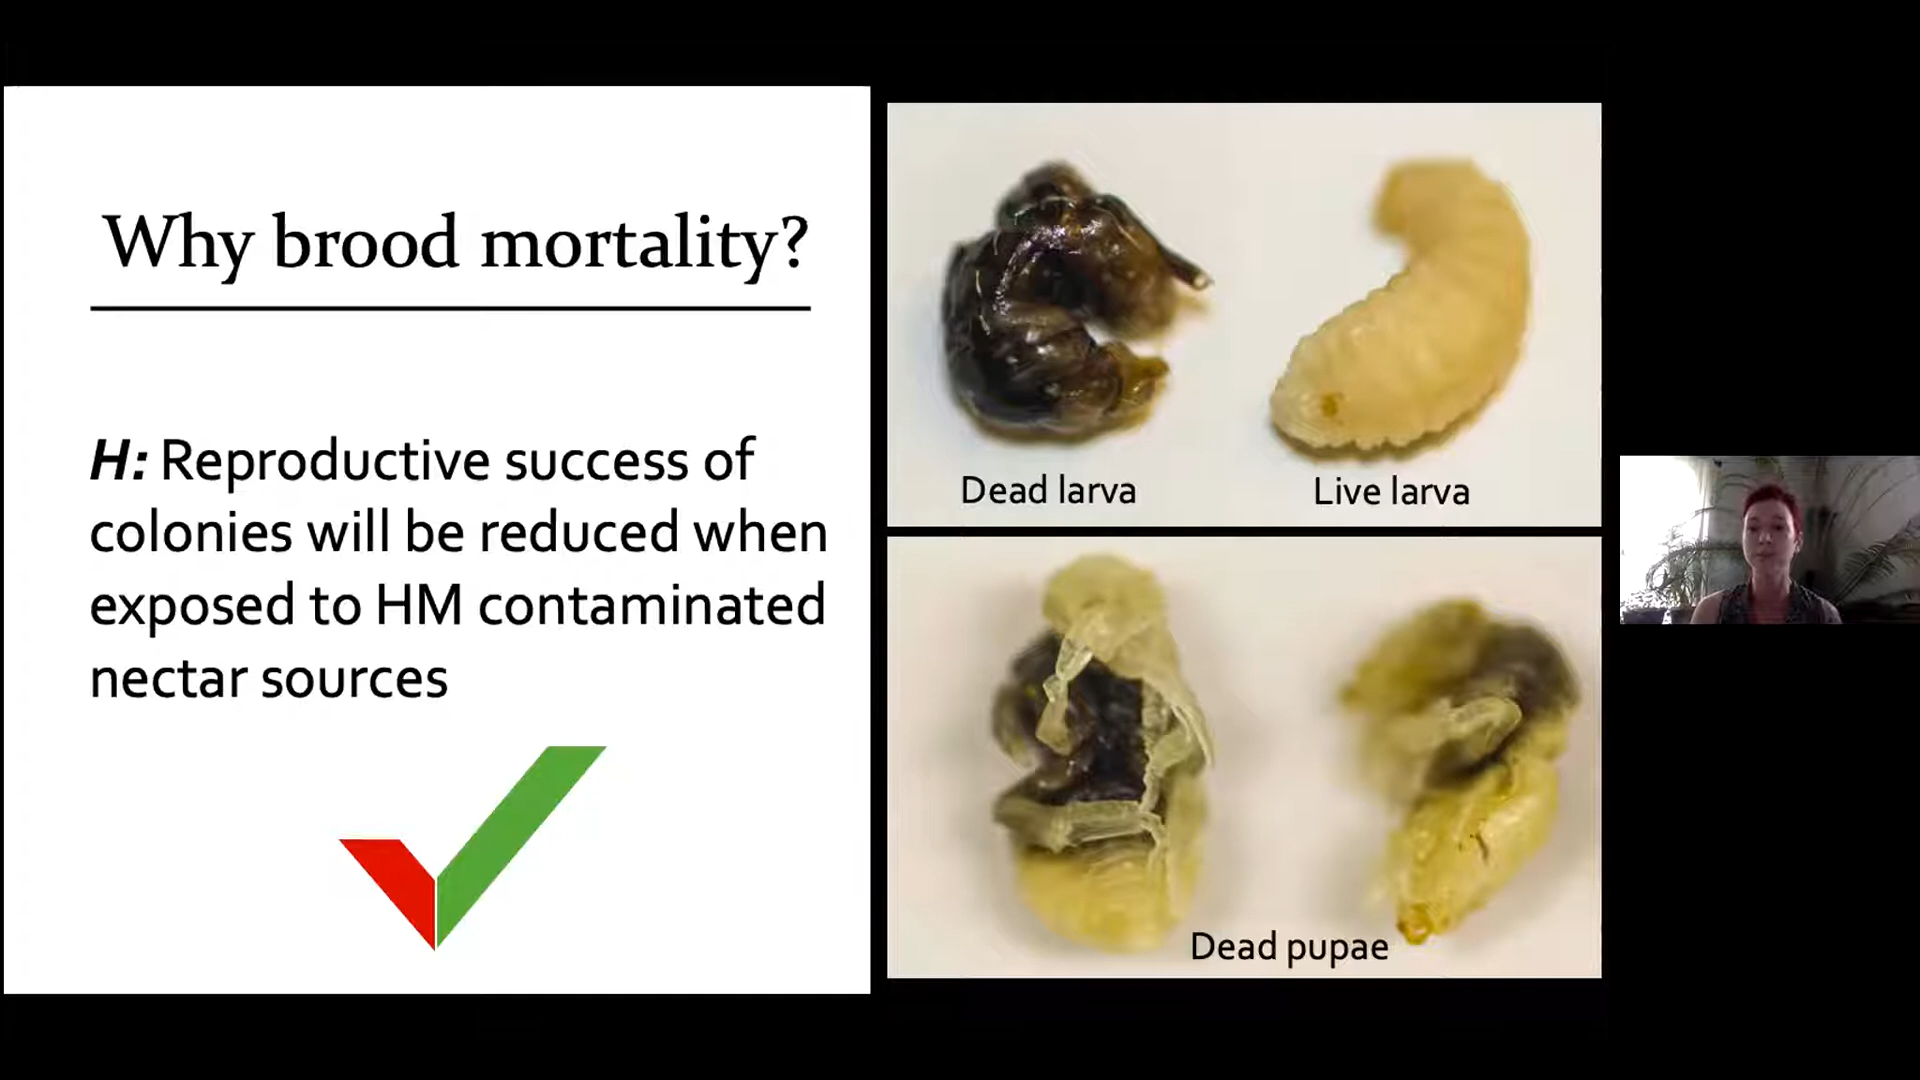 Why brood mortality?
H: Reproductive success of
colonies will be reduced when
exposed to HM contaminated
nectar sources
Dead larva
Live larva
Dead pupae